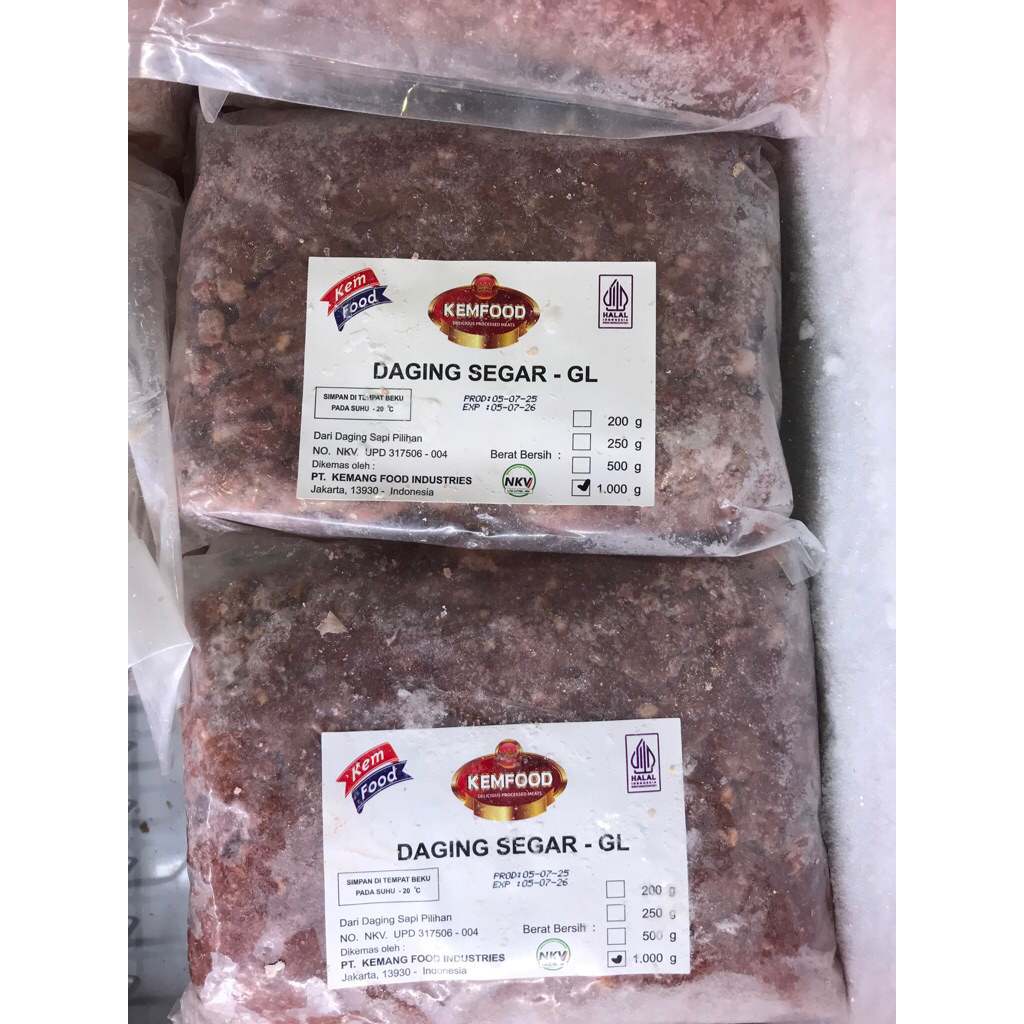 Kem
Food
KEMFOOD
DELICIOUS PROCESSED MEATS
HALAL
INDONESIA
DAGING SEGAR - GL
SIMPAN DI TEMPAT BEKU
PADA SUHU - 20 °C
PROD:05-07-25
EXP :05-07-26
200 g
250 g
500 g
1.000 g
Berat Bersih :
Dari Daging Sapi Pilihan
NO. NKV. UPD 317506 - 004
Dikemas oleh :
PT. KEMANG FOOD INDUSTRIES
Jakarta, 13930 - Indonesia
NKV
Kem
Food
KEMFOOD
DELICIOUS PROCESSED MEATS
HALAL
INDONESIA
DAGING SEGAR - GL
SIMPAN DI TEMPAT BEKU
PADA SUHU - 20 °C
PROD:05-07-25
EXP :05-07-26
200 g
250 g
500 g
1.000 g
Berat Bersih :
Dari Daging Sapi Pilihan
NO. NKV. UPD 317506 - 004
Dikemas oleh :
PT. KEMANG FOOD INDUSTRIES
Jakarta, 13930 - Indonesia
NKV